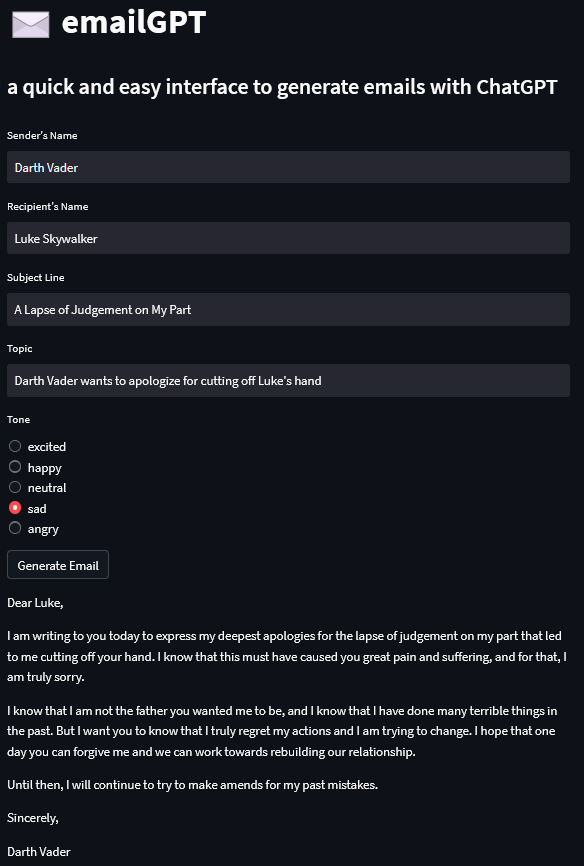 emailGPT
a quick and easy interface to generate emails with ChatGPT
Sender's Name
Darth Vader
Recipient's Name
Luke Skywalker
Subject Line
A Lapse of Judgement on My Part
Topic
Darth Vader wants to apologize for cutting off Luke's hand
Tone
excited
happy
neutral
sad
angry
Generate Email
Dear Luke,
I am writing to you today to express my deepest apologies for the lapse of judgement on my part that led
to me cutting off your hand. I know that this must have caused you great pain and suffering, and for that, I
am truly sorry.
I know that I am not the father you wanted me to be, and I know that I have done many terrible things in
the past. But I want you to know that I truly regret my actions and I am trying to change. I hope that one
day you can forgive me and we can work towards rebuilding our relationship.
Until then, I will continue to try to make amends for my past mistakes.
Sincerely,
Darth Vader